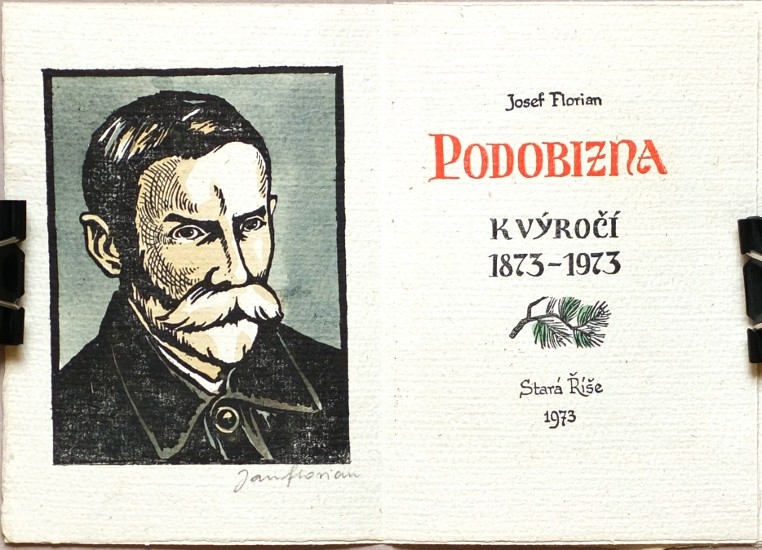 Jan Florian
Josef Florian
PODOBIZNA
K VÝROČÍ
1873-1973
Stará Říše
1973